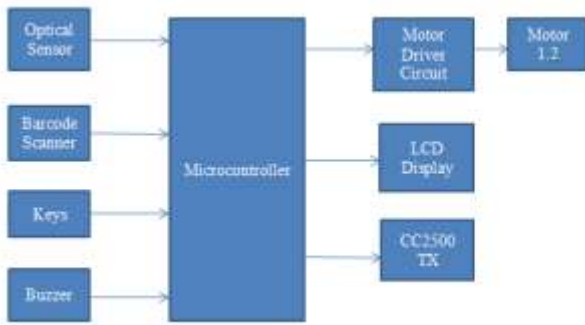 Optical
Sensor
Barcode
Scanner
Keys
Buzzer
Microcontroller
Motor
Driver
Circuit
Motor
1.2
LCD
Display
CC2500
TX